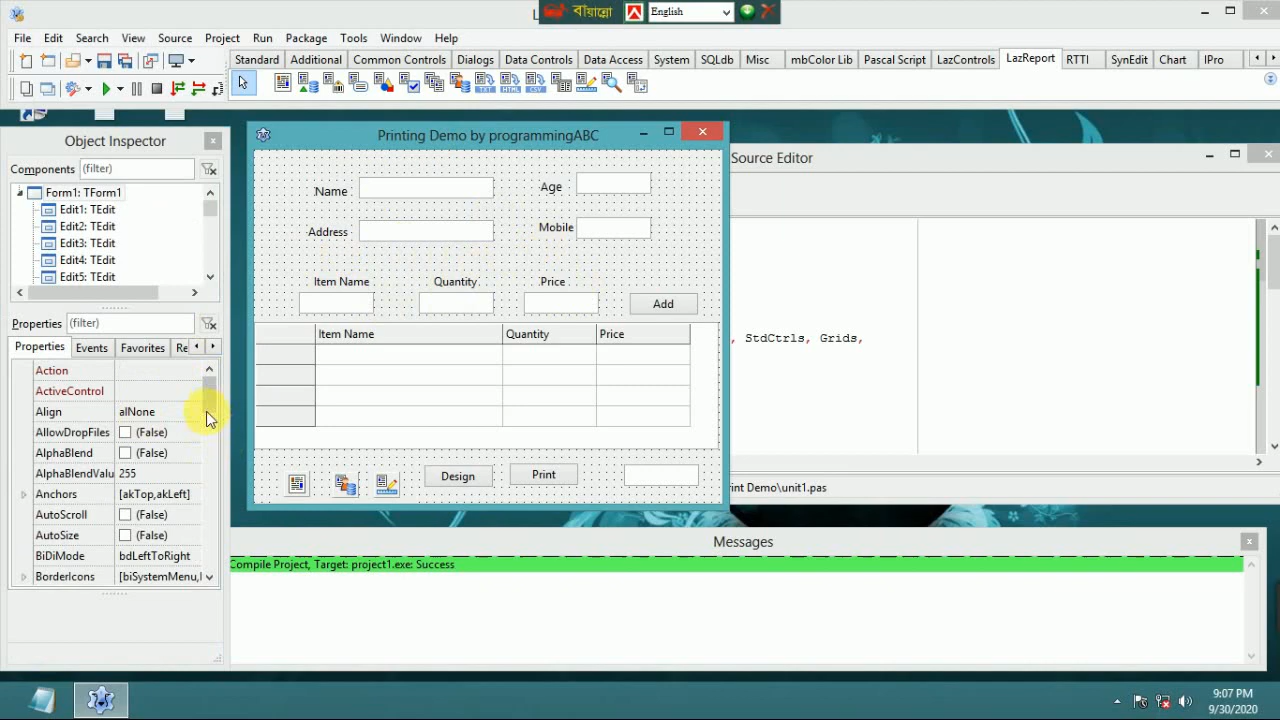 L
বায়ান্নো
English
File Edit Search View Source Project Run Package Tools Options Window Help
Standard Additional Common Controls Dialogs Data Controls Data Access System SQLdb Misc mbColor Lib Pascal Script LazControls LazReport RTTI SynEdit Chart IPro
TXT HTML CSV
Object Inspector
Components (filter)
Form1: TForm1
Edit1: TEdit
Edit2: TEdit
Edit3: TEdit
Edit4: TEdit
Edit5: TEdit
Properties (filter)
Properties Events Favorites Re
Action
ActiveControl
Align alNone
AllowDropFiles (False)
AlphaBlend (False)
AlphaBlendValu 255
Anchors [akTop,akLeft]
AutoScroll (False)
AutoSize (False)
BiDiMode bdLeftToRight
BorderIcons [biSystemMenu,
Printing Demo by programmingABC
Name Age
Address Mobile
Item Name Quantity Price
Add
Item Name Quantity Price
Design Print
Source Editor
, StdCtrls, Grids,
rint Demo\unit1.pas
Messages
Compile Project, Target: project1.exe: Success
9:07 PM
9/30/2020